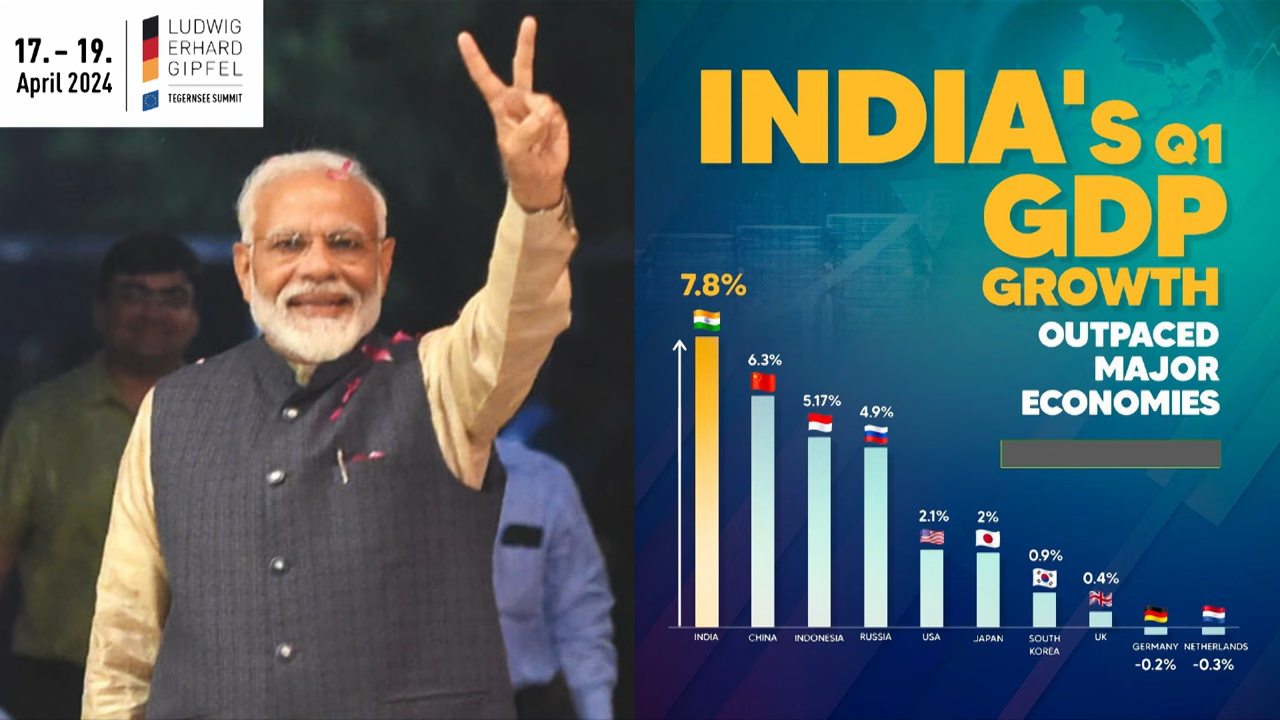 17. – 19.
April 2024
LUDWIG
ERHARD
GIPFEL
TEGERNSEE SUMMIT
INDIA's Q1
GDP
GROWTH
OUTPACED
MAJOR
ECONOMIES
7.8%
6.3%
5.17%
4.9%
2.1%
2%
0.9%
0.4%
INDIA
CHINA
INDONESIA
RUSSIA
USA
JAPAN
SOUTH
KOREA
UK
GERMANY
-0.2%
NETHERLANDS
-0.3%